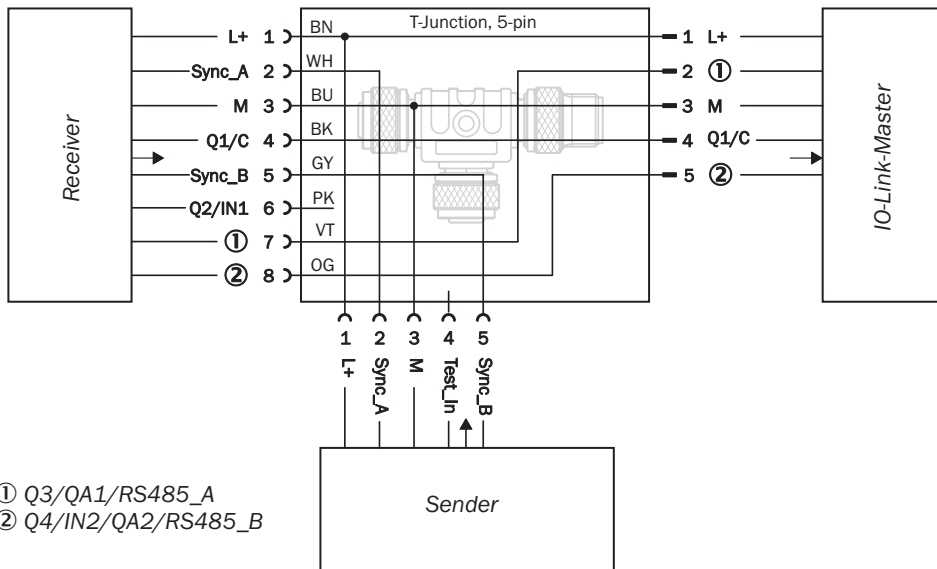 T-Junction, 5-pin
L+ 1 BN 1 L+
Sync_A 2 WH 2 ①
M 3 BU 3 M
Q1/C 4 BK 4 Q1/C
Sync_B 5 GY 5 ②
Q2/IN1 6 PK
① 7 VT
② 8 OG
Receiver
IO-Link-Master
1 2 3 4 5
L+
Sync_A
M
Test_In
Sync_B
Sender
① Q3/QA1/RS485_A
② Q4/IN2/QA2/RS485_B